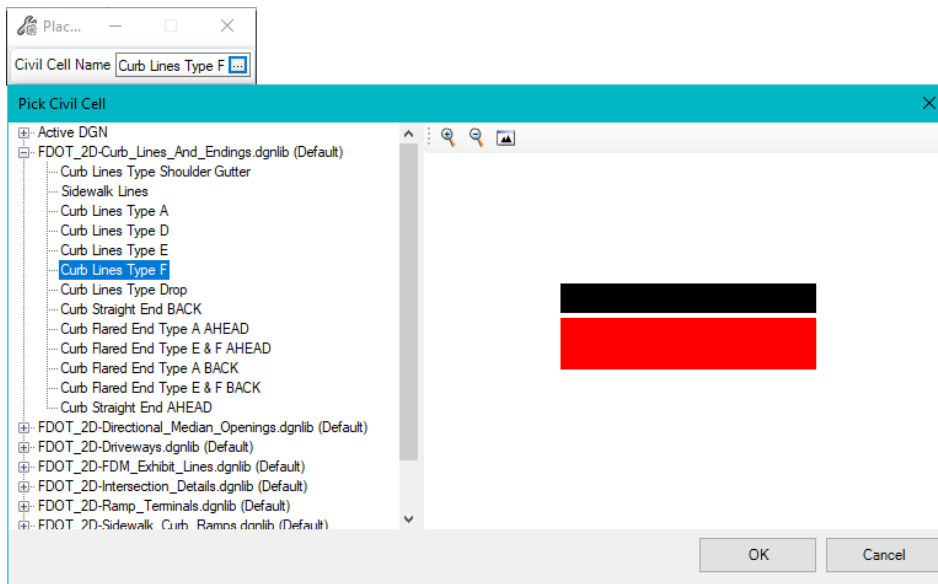 Plac...
Civil Cell Name Curb Lines Type F ...
Pick Civil Cell
Active DGN
FDOT_2D-Curb_Lines_And_Endings.dgnlib (Default)
Curb Lines Type Shoulder Gutter
Sidewalk Lines
Curb Lines Type A
Curb Lines Type D
Curb Lines Type E
Curb Lines Type F
Curb Lines Type Drop
Curb Straight End BACK
Curb Flared End Type A AHEAD
Curb Flared End Type E & F AHEAD
Curb Flared End Type A BACK
Curb Flared End Type E & F BACK
Curb Straight End AHEAD
FDOT_2D-Directional_Median_Openings.dgnlib (Default)
FDOT_2D-Driveways.dgnlib (Default)
FDOT_2D-FDM_Exhibit_Lines.dgnlib (Default)
FDOT_2D-Intersection_Details.dgnlib (Default)
FDOT_2D-Ramp_Terminals.dgnlib (Default)
FDOT_2D-Sidewalk_Curb_Ramps.dgnlib (Default)
OK Cancel